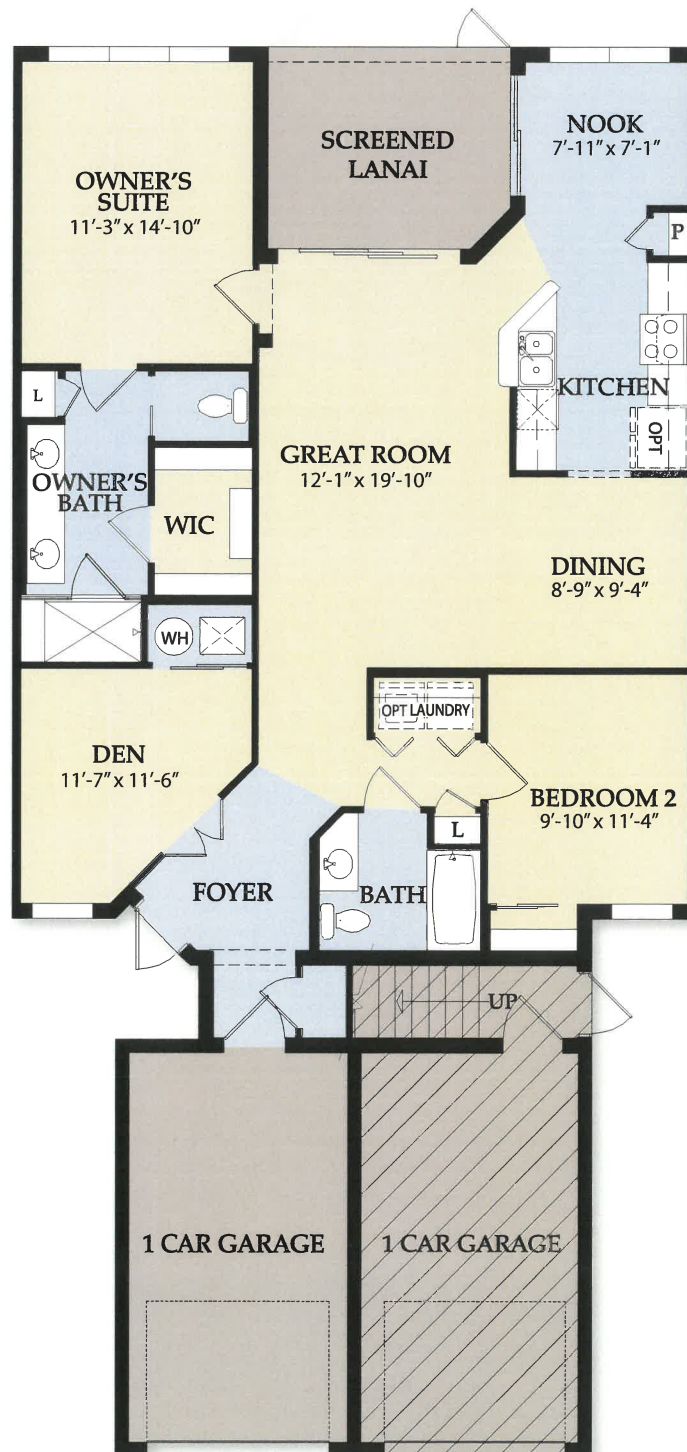 SCREENED
LANAI
NOOK
7'-11" x 7'-1"
OWNER'S
SUITE
11'-3" x 14'-10"
P
L
KITCHEN
OPT
GREAT ROOM
12'-1" x 19'-10"
OWNER'S
BATH
WIC
DINING
8'-9" x 9'-4"
WH
OPT LAUNDRY
DEN
11'-7" x 11'-6"
BEDROOM 2
9'-10" x 11'-4"
L
FOYER
BATH
UP
1 CAR GARAGE
1 CAR GARAGE